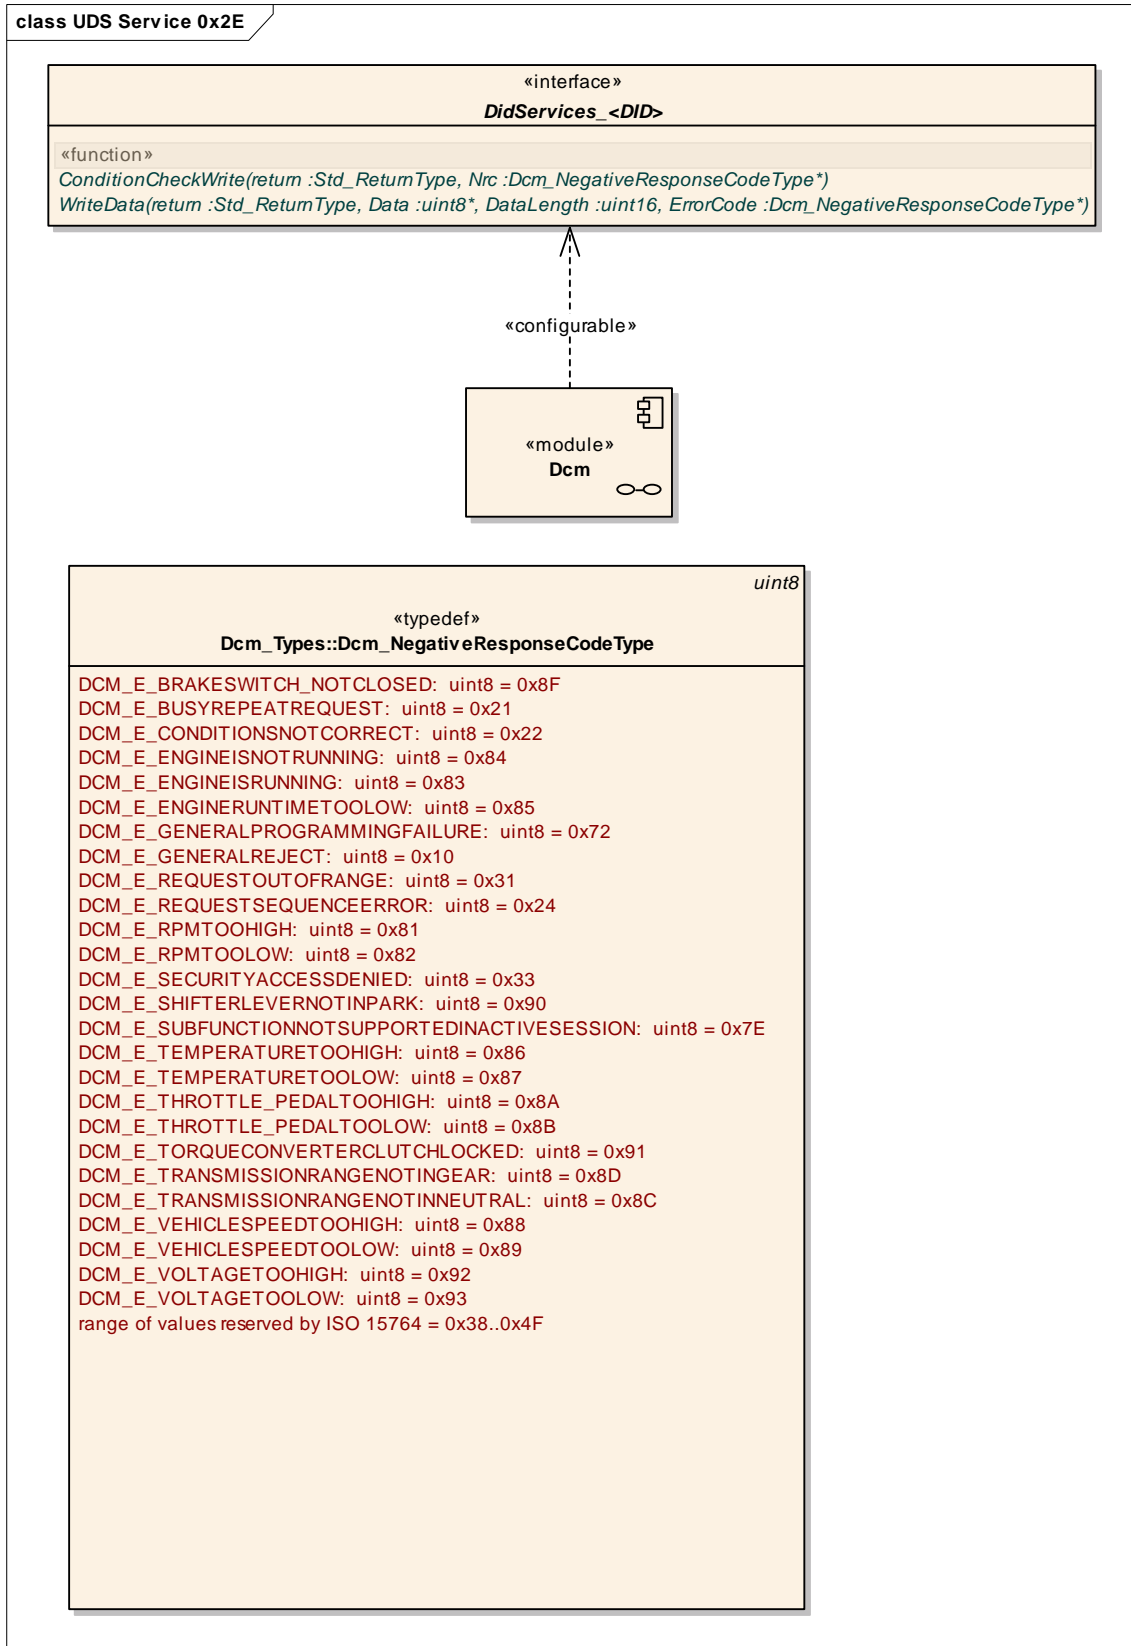 class UDS Service 0x2E
«interface»
DidServices_<DID>
«function»
ConditionCheckWrite(return :Std_ReturnType, Nrc :Dcm_NegativeResponseCodeType*)
WriteData(return :Std_ReturnType, Data :uint8*, DataLength :uint16, ErrorCode :Dcm_NegativeResponseCodeType*)
«configurable»
«module»
Dcm
uint8
«typedef»
Dcm_Types::Dcm_NegativeResponseCodeType
DCM_E_BRAKESWITCH_NOTCLOSED: uint8 = 0x8F
DCM_E_BUSYREPEATREQUEST: uint8 = 0x21
DCM_E_CONDITIONSNOTCORRECT: uint8 = 0x22
DCM_E_ENGINEISNOTRUNNING: uint8 = 0x84
DCM_E_ENGINEISRUNNING: uint8 = 0x83
DCM_E_ENGINERUNTIMETOOLOW: uint8 = 0x85
DCM_E_GENERALPROGRAMMINGFAILURE: uint8 = 0x72
DCM_E_GENERALREJECT: uint8 = 0x10
DCM_E_REQUESTOUTOFRANGE: uint8 = 0x31
DCM_E_REQUESTSEQUENCEERROR: uint8 = 0x24
DCM_E_RPMTOOHIGH: uint8 = 0x81
DCM_E_RPMTOOLOW: uint8 = 0x82
DCM_E_SECURITYACCESSDENIED: uint8 = 0x33
DCM_E_SHIFTERLEVERNOTINPARK: uint8 = 0x90
DCM_E_SUBFUNCTIONNOTSUPPORTEDINACTIVESESSION: uint8 = 0x7E
DCM_E_TEMPERATURETOOHIGH: uint8 = 0x86
DCM_E_TEMPERATURETOOLOW: uint8 = 0x87
DCM_E_THROTTLE_PEDALTOOHIGH: uint8 = 0x8A
DCM_E_THROTTLE_PEDALTOOLOW: uint8 = 0x8B
DCM_E_TORQUECONVERTERCLUTCHLOCKED: uint8 = 0x91
DCM_E_TRANSMISSIONRANGENOTINGEAR: uint8 = 0x8D
DCM_E_TRANSMISSIONRANGENOTINNEUTRAL: uint8 = 0x8C
DCM_E_VEHICLESPEEDTOOHIGH: uint8 = 0x88
DCM_E_VEHICLESPEEDTOOLOW: uint8 = 0x89
DCM_E_VOLTAGETOOHIGH: uint8 = 0x92
DCM_E_VOLTAGETOOLOW: uint8 = 0x93
range of values reserved by ISO 15764 = 0x38..0x4F